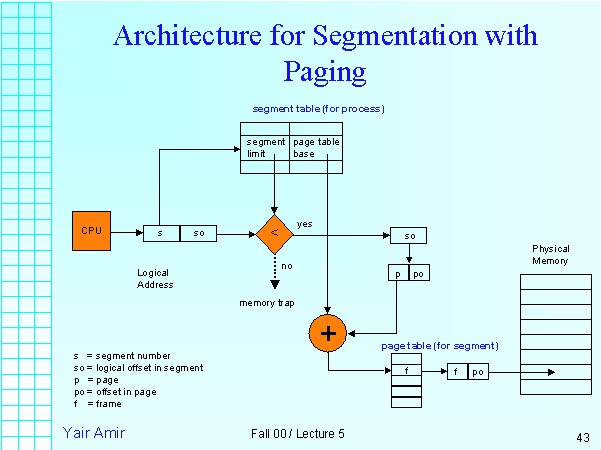 Architecture for Segmentation with
Paging
segment table (for process)
segment page table
limit base
yes
CPU
s so
<
so
Physical
Memory
Logical
Address
no
p po
memory trap
+
page table (for segment)
s = segment number
so = logical offset in segment
p = page
po = offset in page
f = frame
f
f po
Yair Amir
Fall 00 / Lecture 5
43